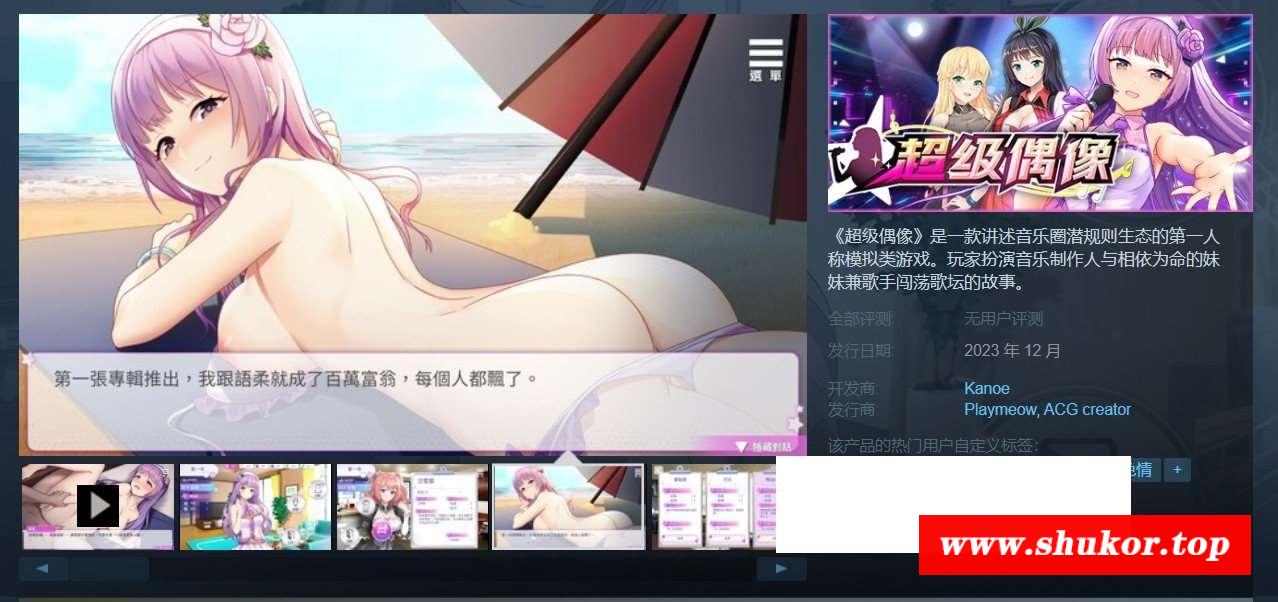 選 單
第一張專輯推出，我跟語柔就成了百萬富翁，每個人都飄了。
▼ 隱藏對話
超级偶像
《超级偶像》是一款讲述音乐圈潜规则生态的第一人
称模拟类游戏。玩家扮演音乐制作人与相依为命的妹
妹兼歌手闯荡歌坛的故事。
全部评测: 无用户评测
发行日期: 2023 年 12 月
开发商 Kanoe
发行商 Playmeow, ACG creator
该产品的热门用户自定义标签:
色情 +
www.shukor.top